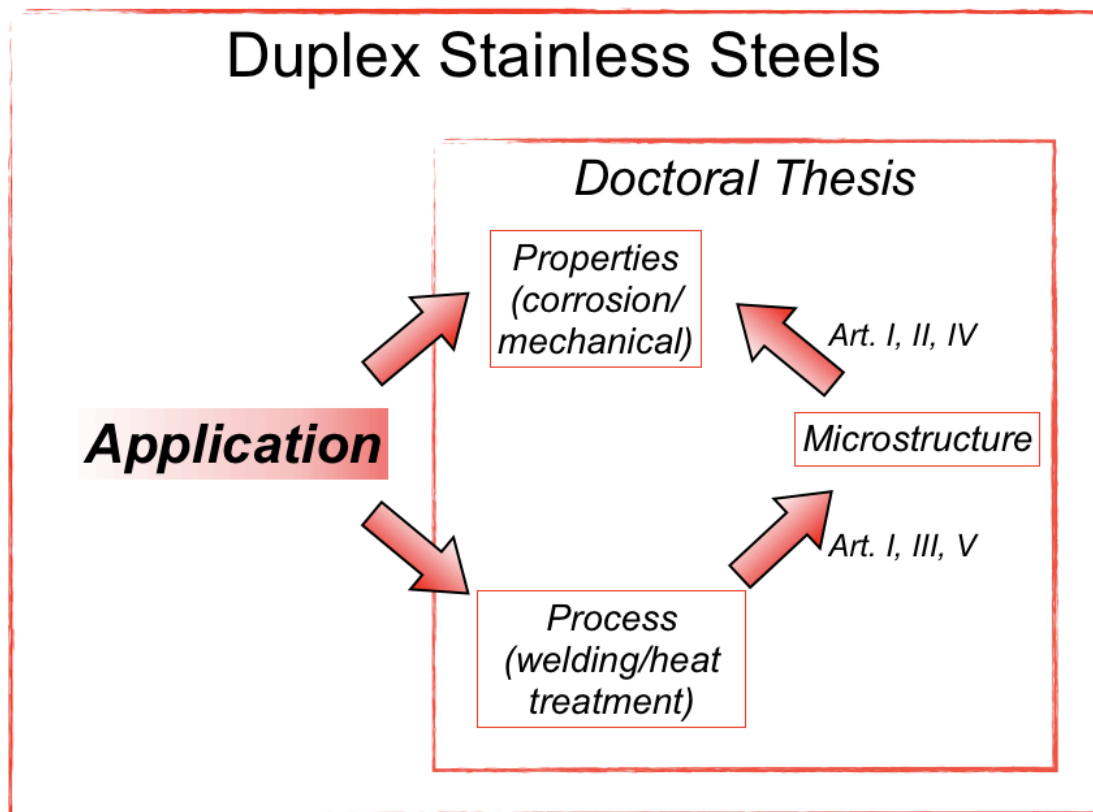 Duplex Stainless Steels
Doctoral Thesis
Properties
(corrosion/
mechanical)
Art. I, II, IV
Application
Microstructure
Art. I, III, V
Process
(welding/heat
treatment)